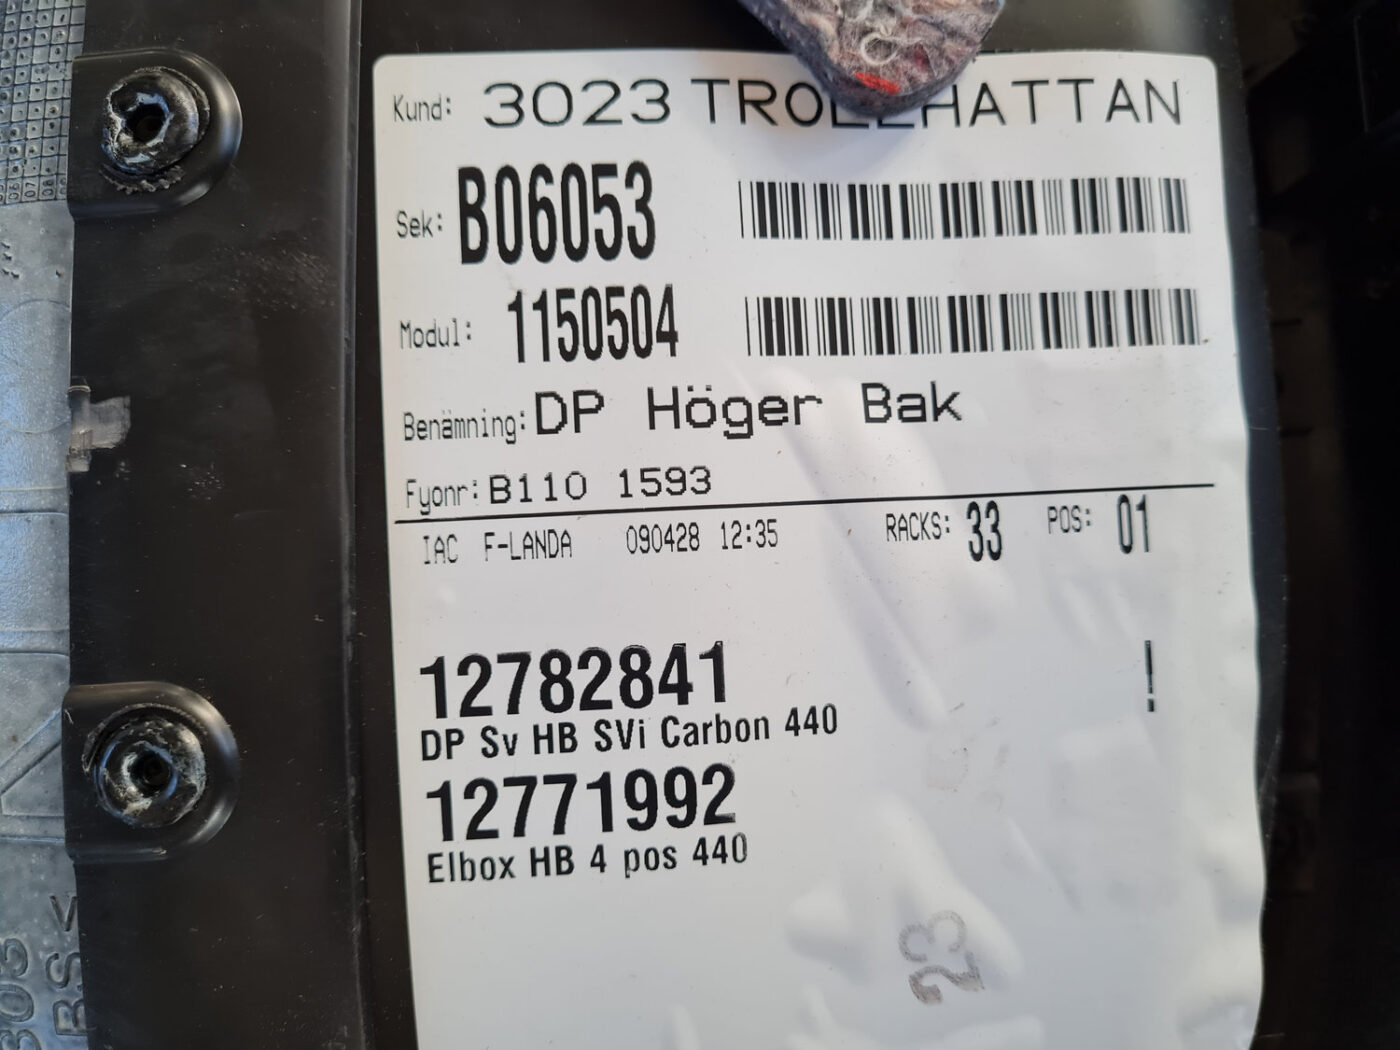 Kund: 3023 TROLLHATTAN
Sek: B06053
Modul: 1150504
Benämning: DP Höger Bak
Fyonr: B110 1593
IAC F-LANDA 090428 12:35 RACKS: 33 POS: 01
12782841 !
DP Sv HB SVi Carbon 440
12771992
Elbox HB 4 pos 440
23
BS<